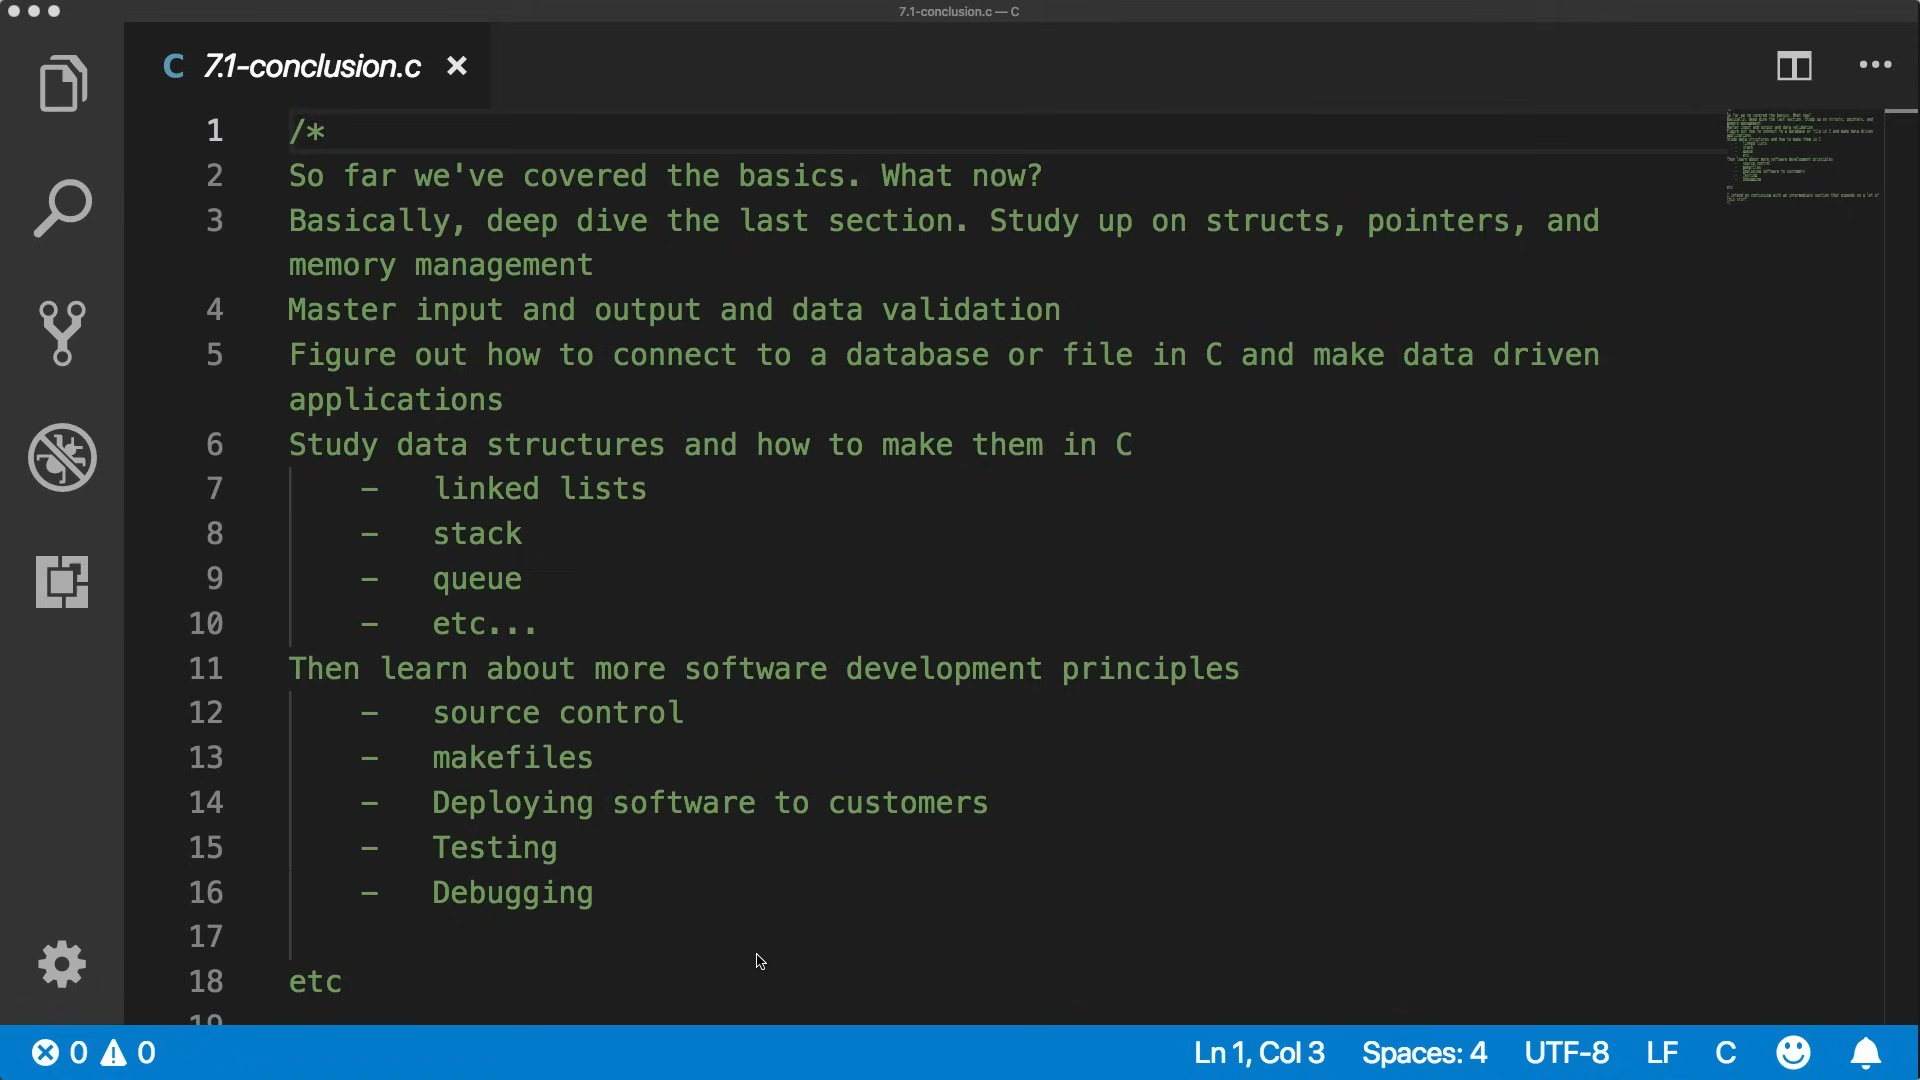 7.1-conclusion.c — C
C 7.1-conclusion.c
1 /*
2 So far we've covered the basics. What now?
3 Basically, deep dive the last section. Study up on structs, pointers, and
memory management
4 Master input and output and data validation
5 Figure out how to connect to a database or file in C and make data driven
applications
6 Study data structures and how to make them in C
7 - linked lists
8 - stack
9 - queue
10 - etc...
11 Then learn about more software development principles
12 - source control
13 - makefiles
14 - Deploying software to customers
15 - Testing
16 - Debugging
17
18 etc
19
0 0 Ln 1, Col 3 Spaces: 4 UTF-8 LF C